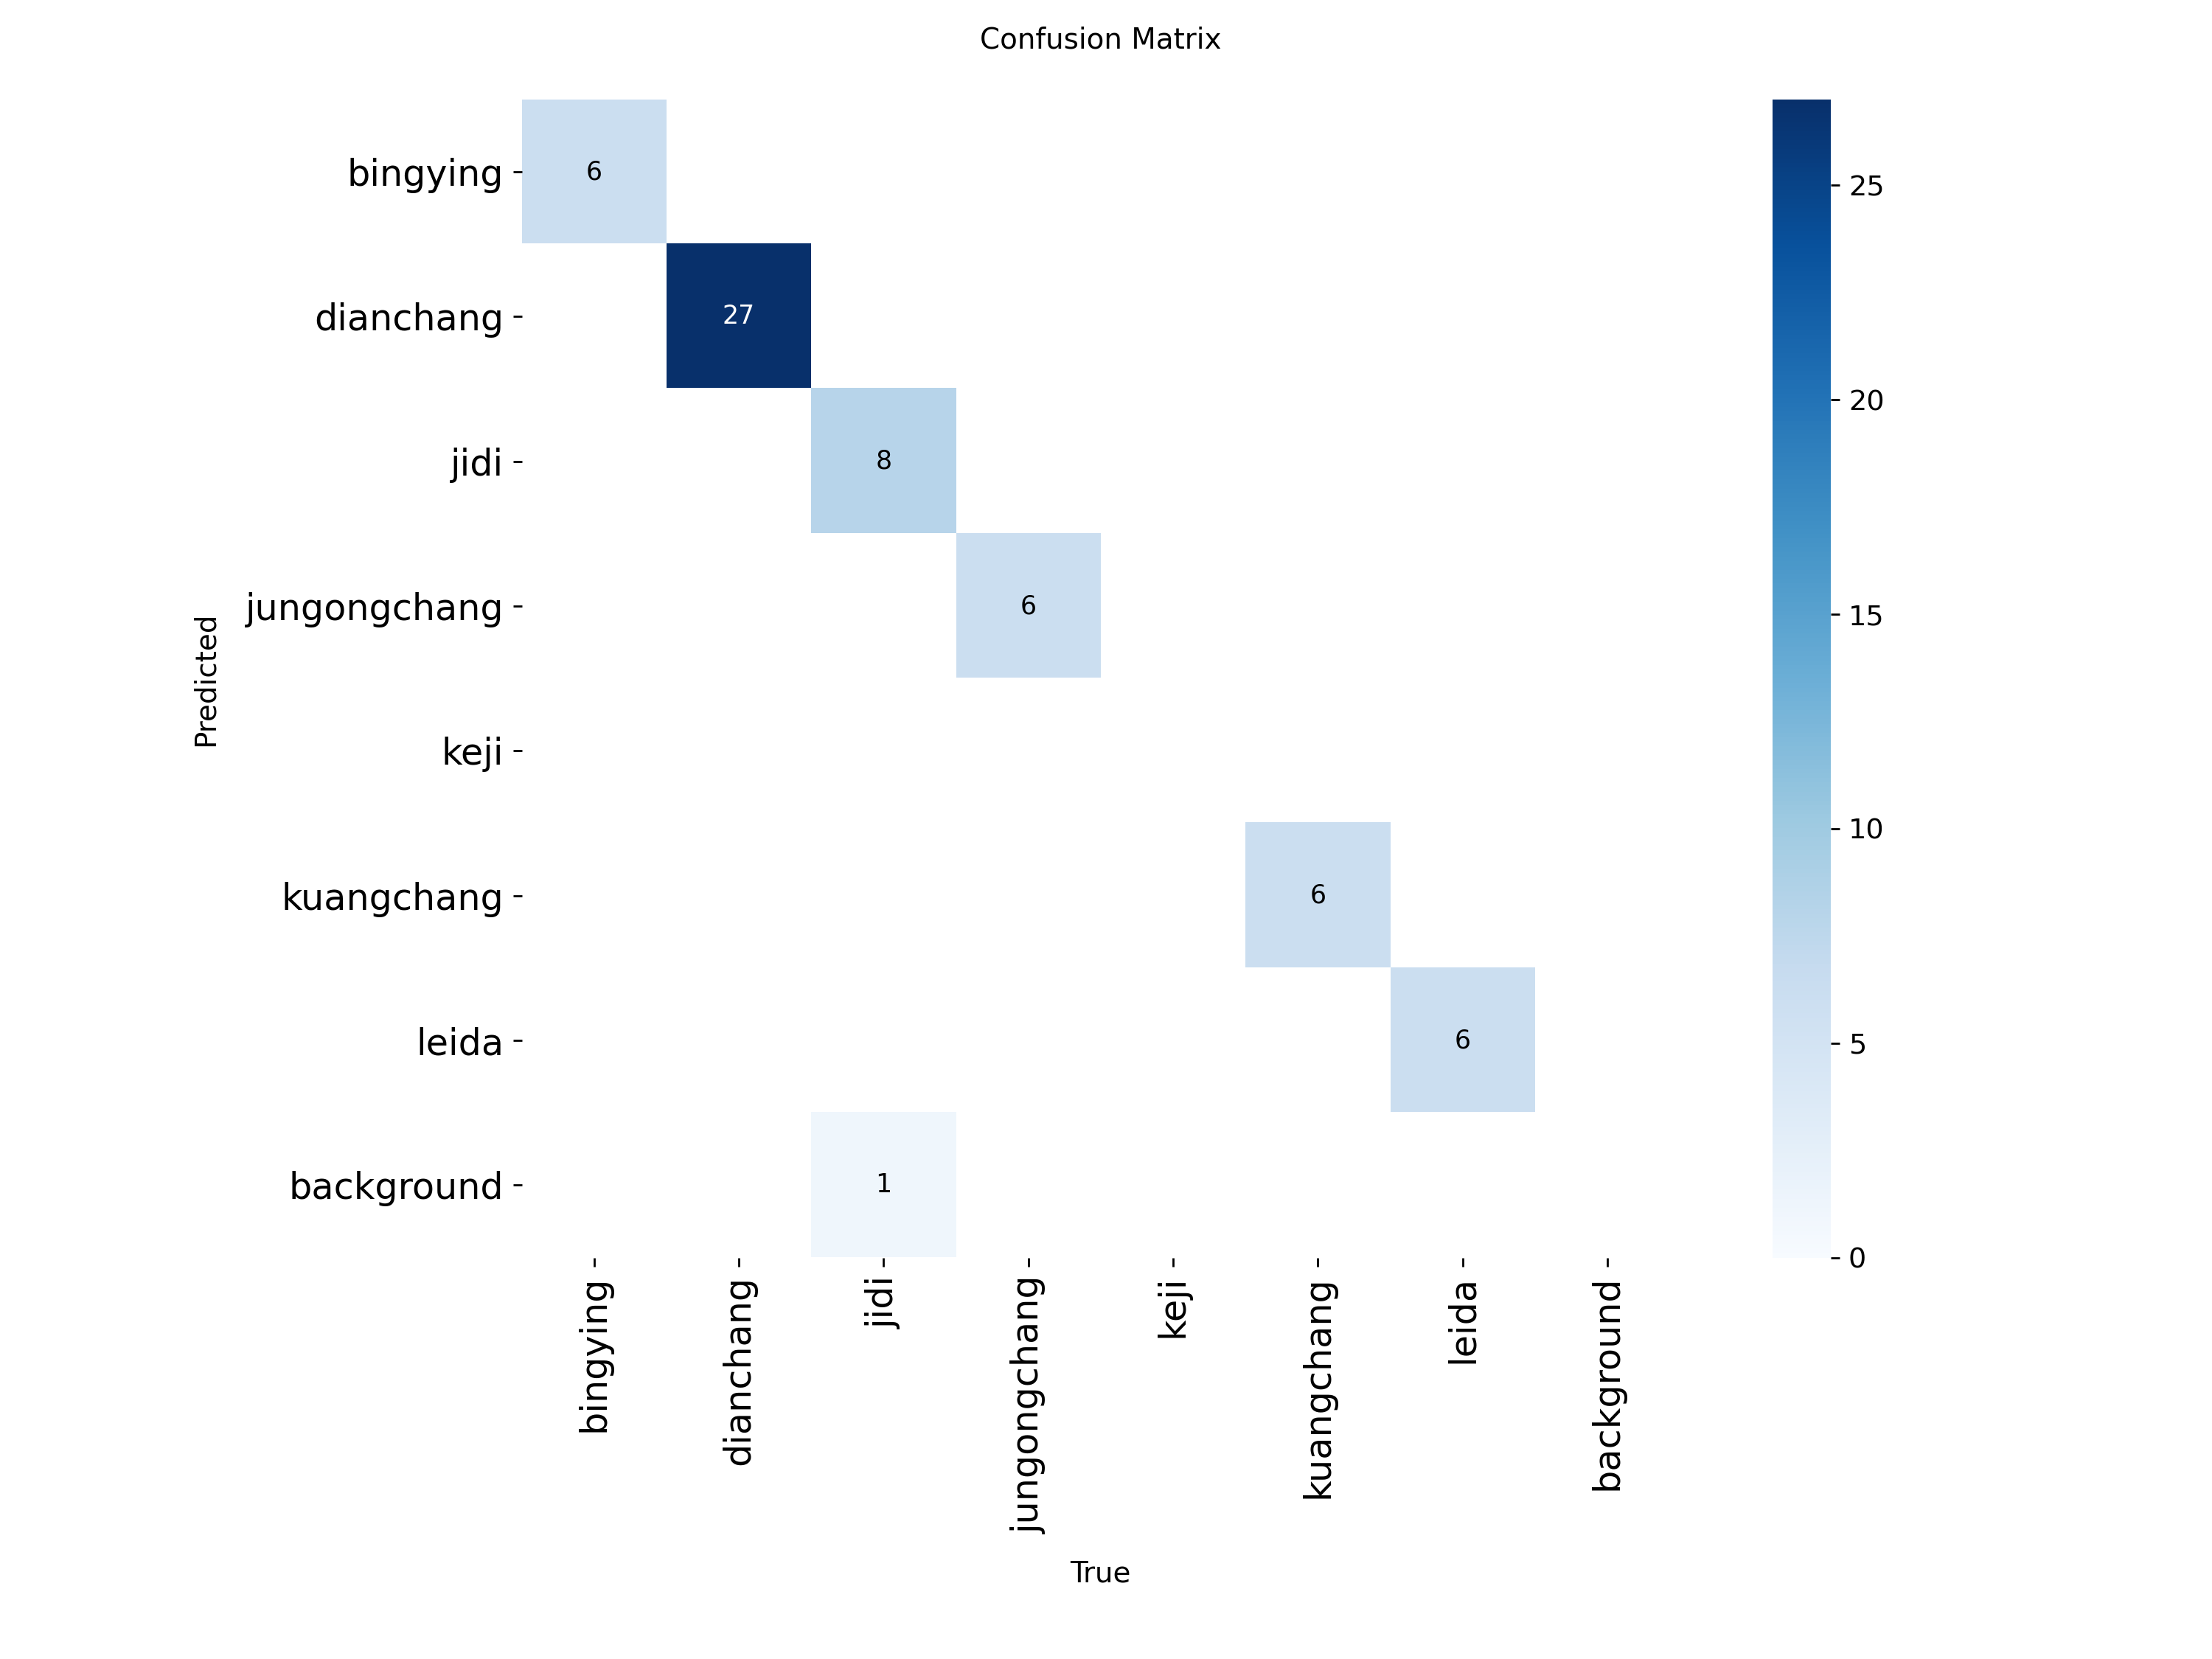 Confusion Matrix
bingying
6
dianchang
27
jidi
8
jungongchang
6
keji
kuangchang
6
leida
6
background
1
Predicted
bingying
dianchang
jidi
jungongchang
keji
kuangchang
leida
background
True
25
20
15
10
5
0